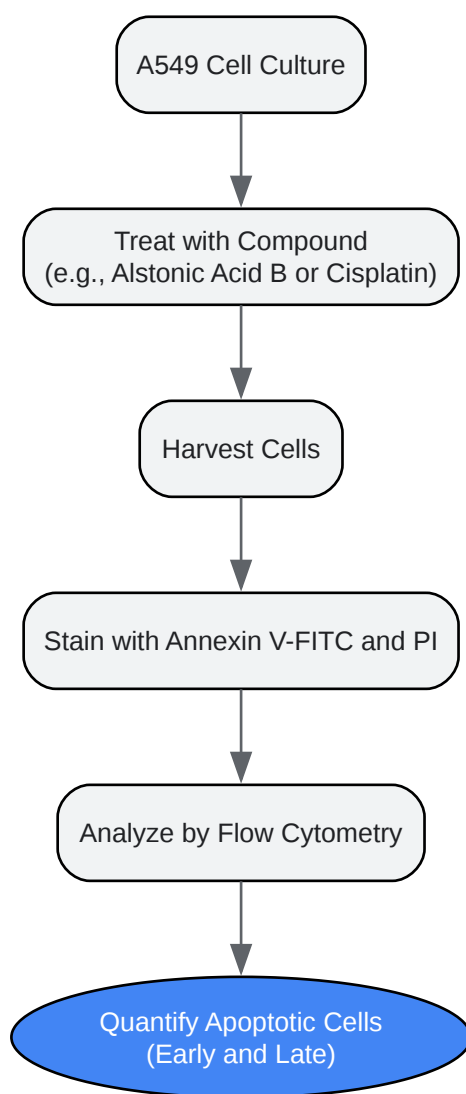 A549 Cell Culture
Treat with Compound
(e.g., Alstonic Acid B or Cisplatin)
Harvest Cells
Stain with Annexin V-FITC and PI
Analyze by Flow Cytometry
Quantify Apoptotic Cells
(Early and Late)